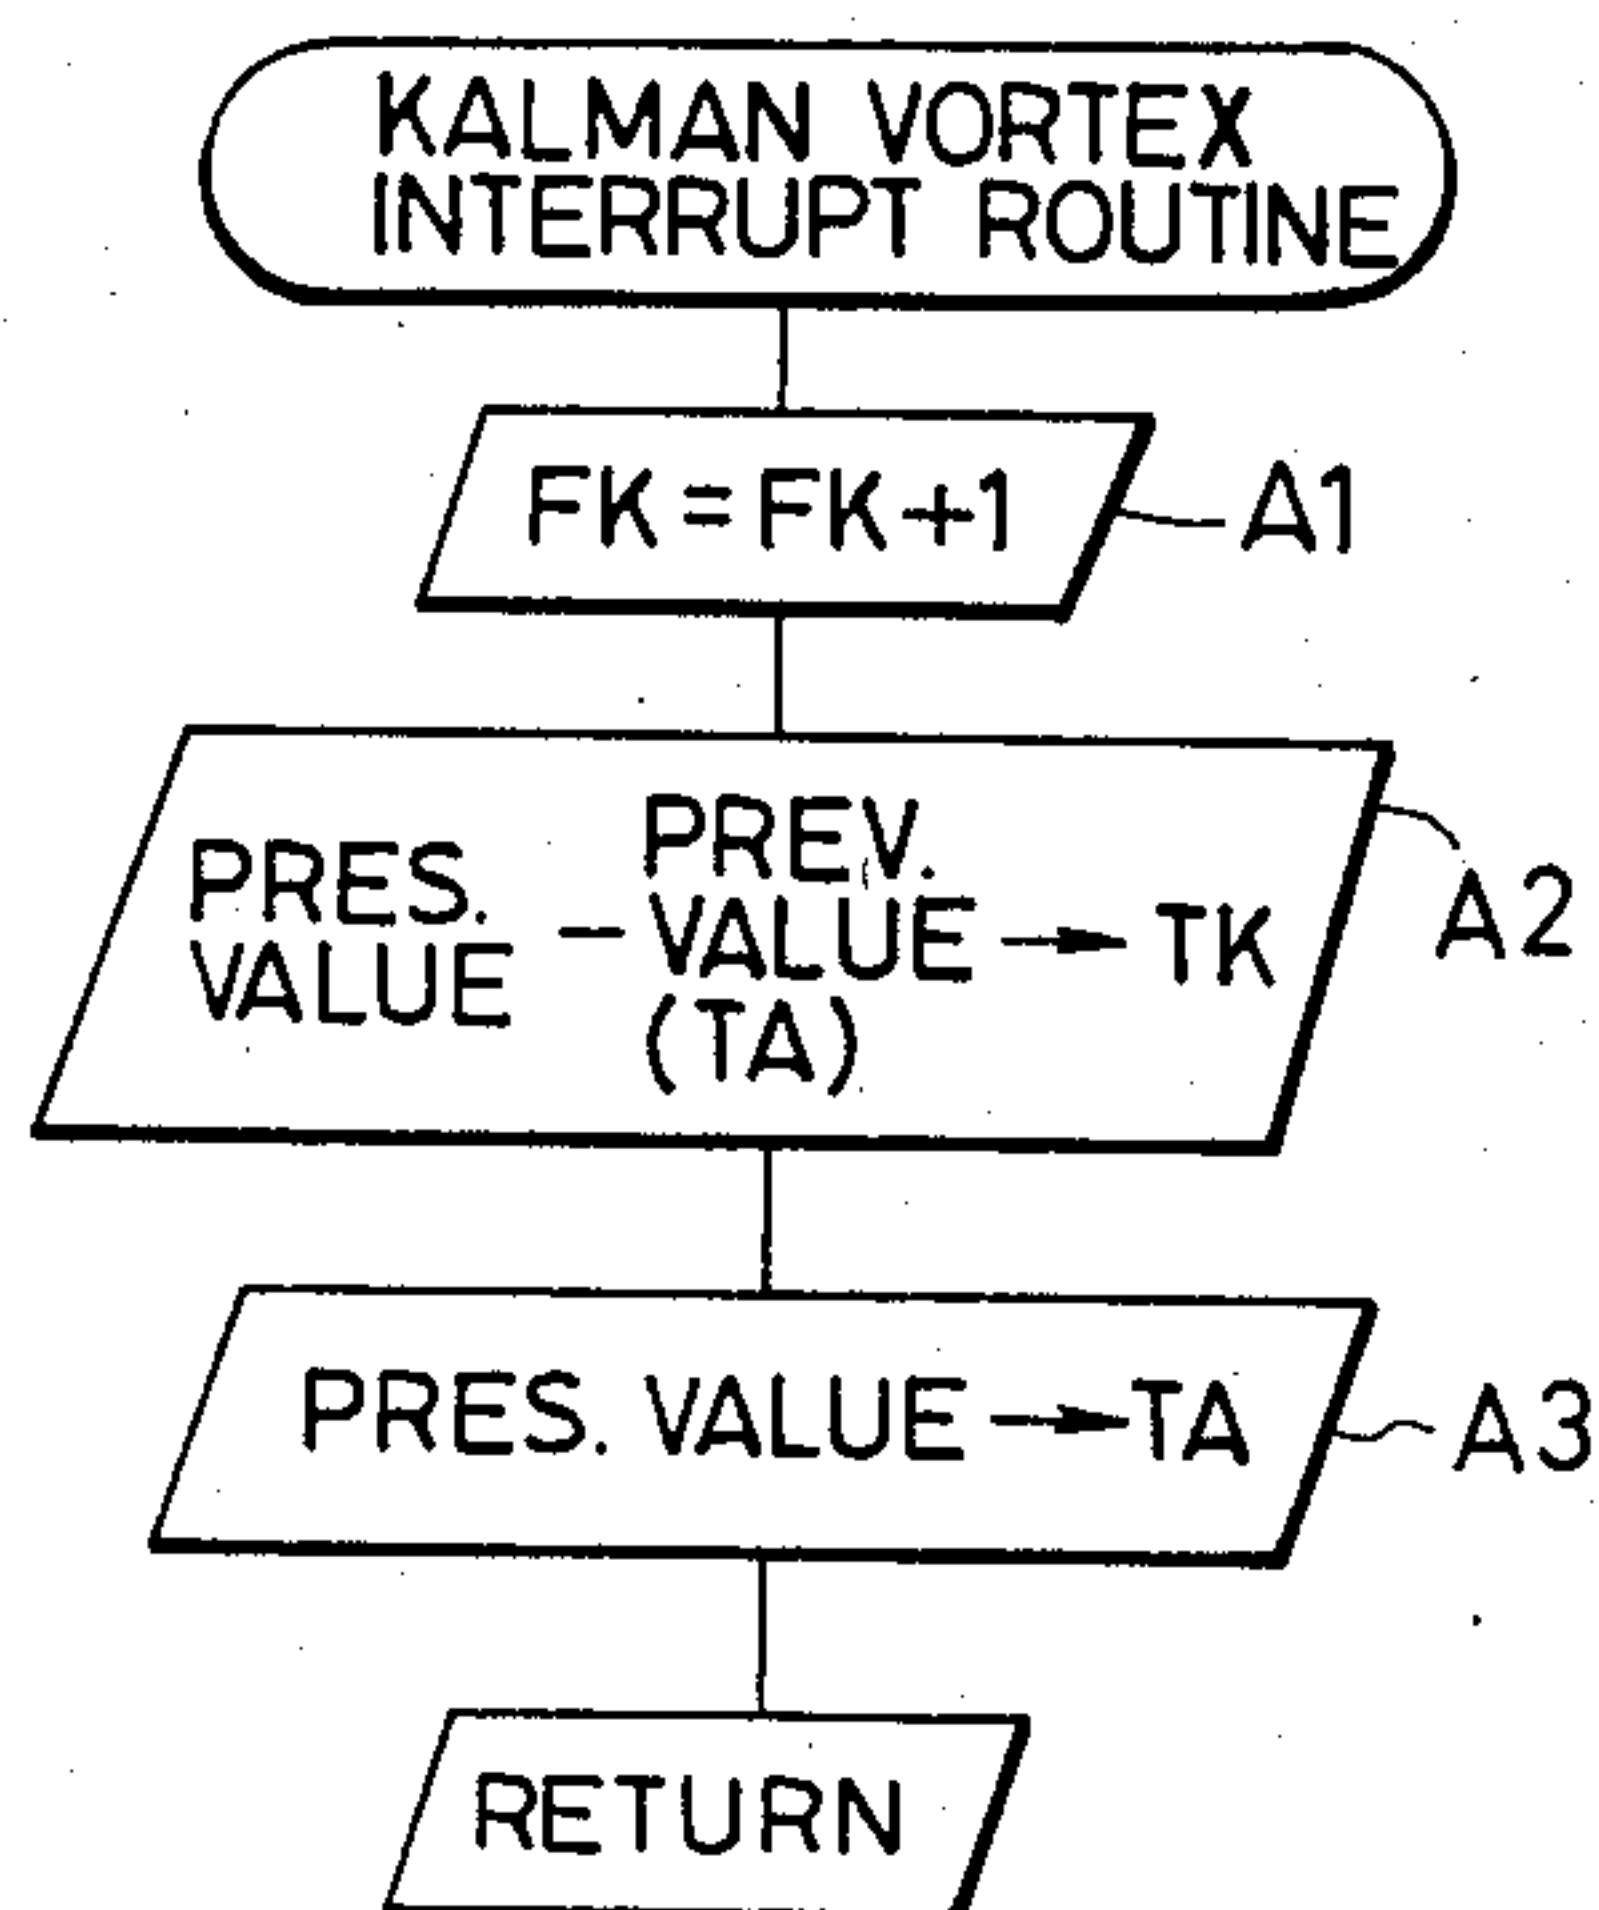 KALMAN VORTEX
INTERRUPT ROUTINE
FK=FK+1
A1
PRES.
VALUE
-
PREV.
VALUE
(TA)
→ TK
A2
PRES. VALUE → TA
A3
RETURN